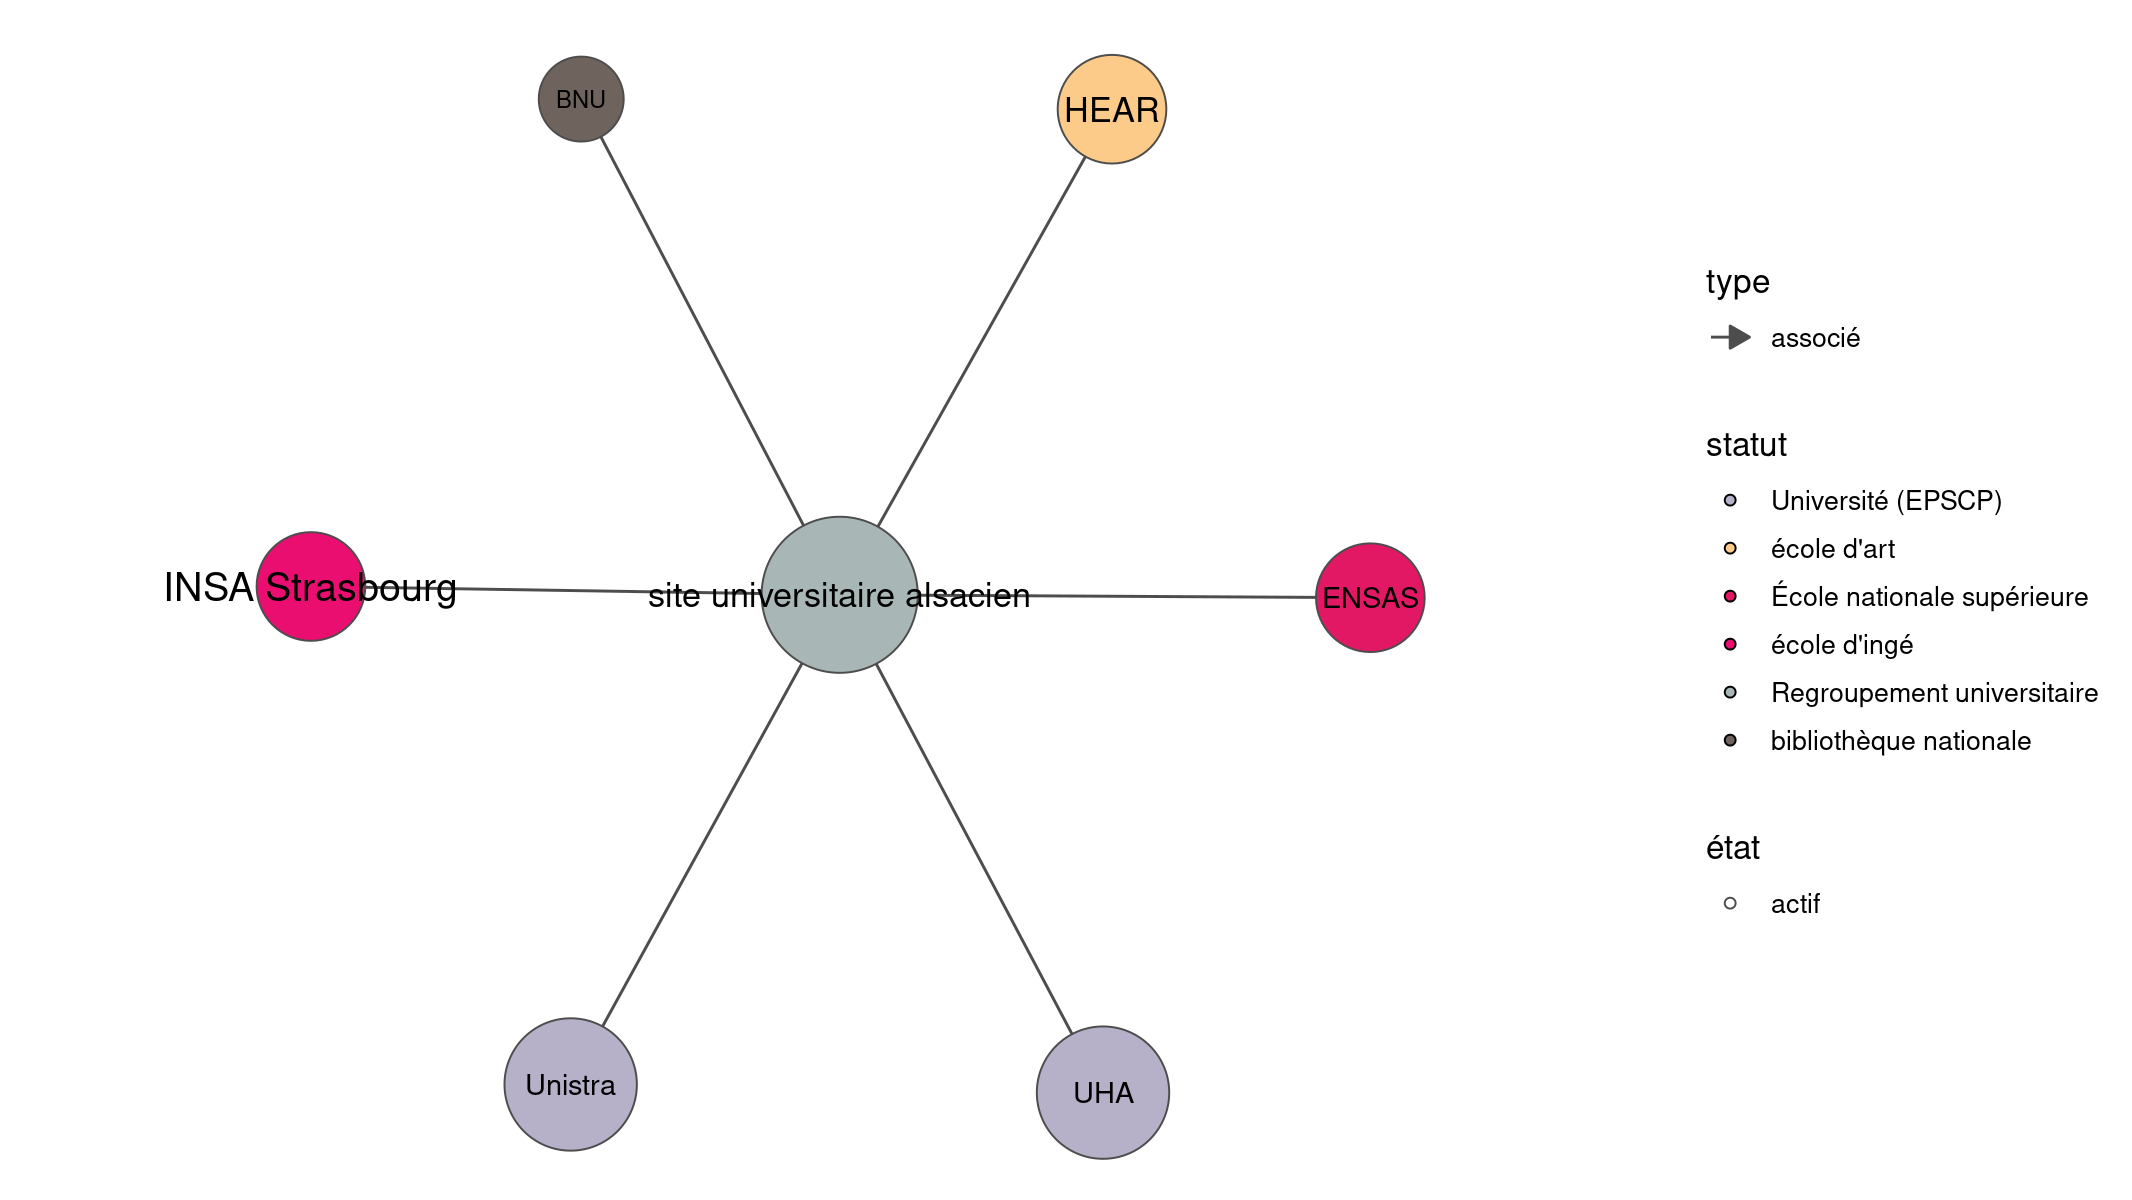 BNU
HEAR
INSA Strasbourg
site universitaire alsacien
ENSAS
Unistra
UHA
type
associé
statut
Université (EPSCP)
école d'art
École nationale supérieure
école d'ingé
Regroupement universitaire
bibliothèque nationale
état
actif